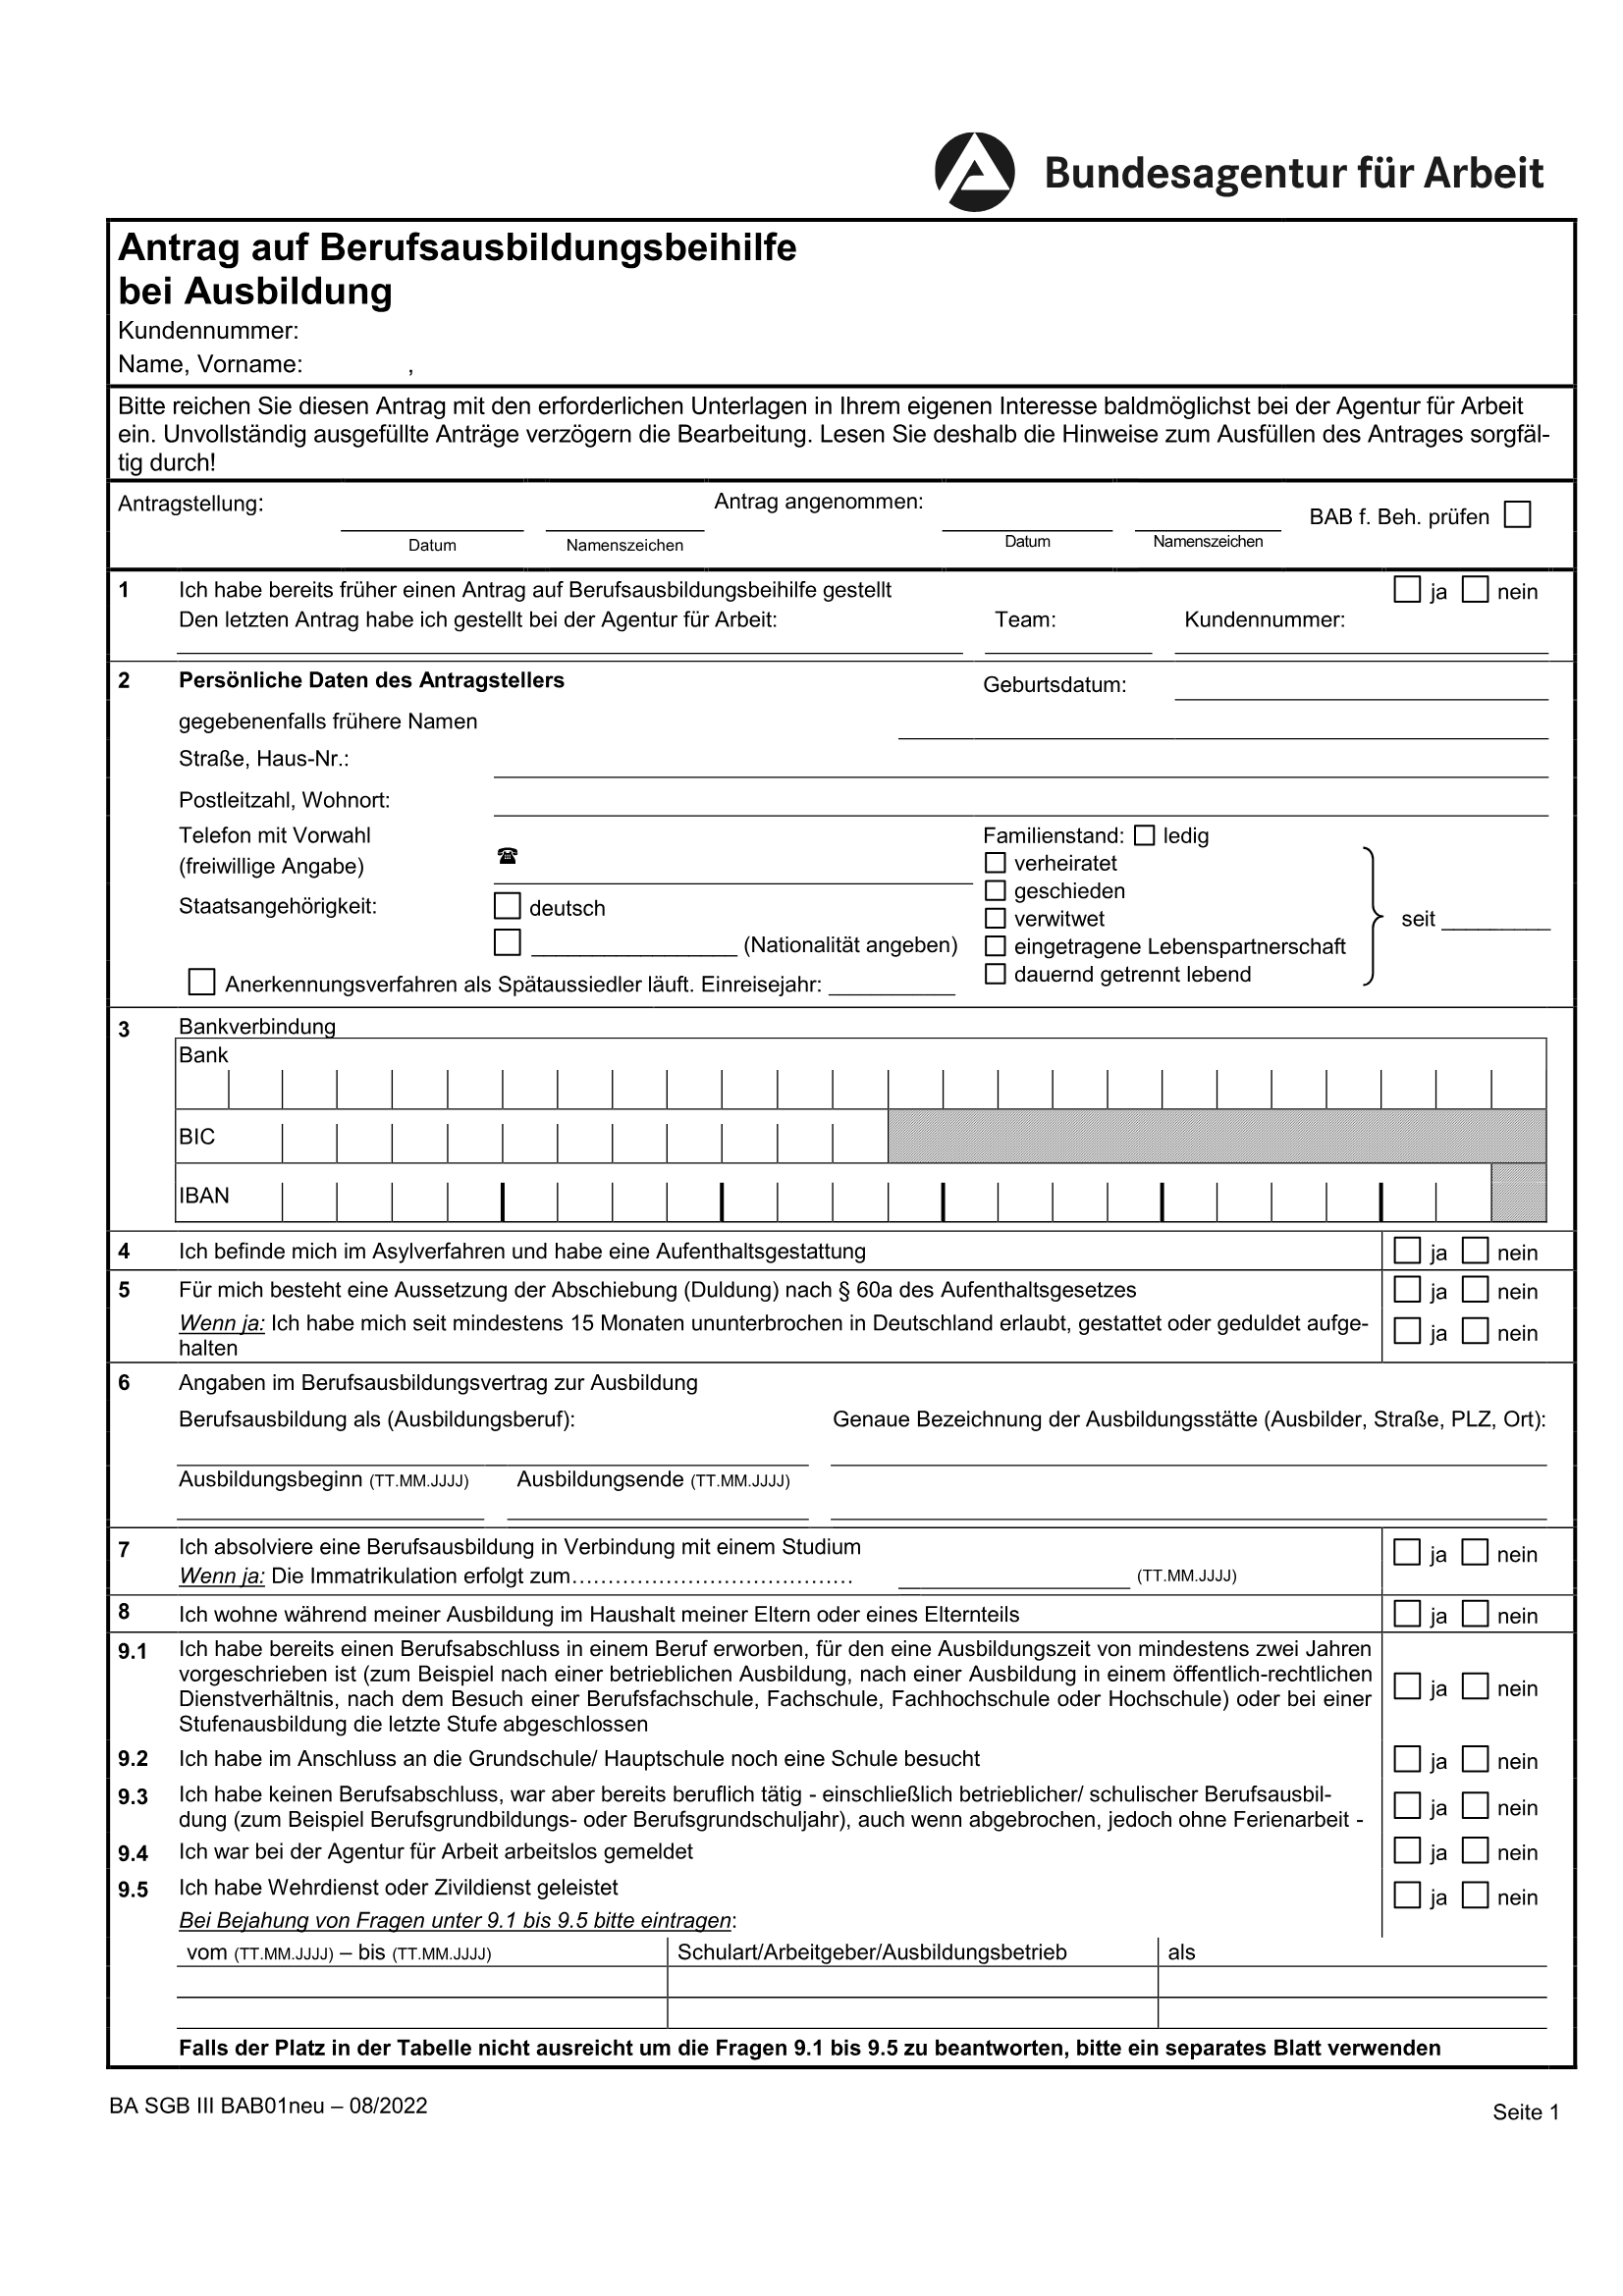 Bundesagentur für Arbeit
Antrag auf Berufsausbildungsbeihilfe
bei Ausbildung
Kundennummer:
Name, Vorname: ,
Bitte reichen Sie diesen Antrag mit den erforderlichen Unterlagen in Ihrem eigenen Interesse baldmöglichst bei der Agentur für Arbeit
ein. Unvollständig ausgefüllte Anträge verzögern die Bearbeitung. Lesen Sie deshalb die Hinweise zum Ausfüllen des Antrages sorgfäl-
tig durch!
Antragstellung: Antrag angenommen: BAB f. Beh. prüfen
Datum Namenszeichen Datum Namenszeichen
1 Ich habe bereits früher einen Antrag auf Berufsausbildungsbeihilfe gestellt ja nein
Den letzten Antrag habe ich gestellt bei der Agentur für Arbeit: Team: Kundennummer:
2 Persönliche Daten des Antragstellers Geburtsdatum:
gegebenenfalls frühere Namen
Straße, Haus-Nr.:
Postleitzahl, Wohnort:
Telefon mit Vorwahl Familienstand: ledig
(freiwillige Angabe) ☎ verheiratet
geschieden
Staatsangehörigkeit: deutsch verwitwet seit _________
_________________ (Nationalität angeben) eingetragene Lebenspartnerschaft
Anerkennungsverfahren als Spätaussiedler läuft. Einreisejahr: __________ dauernd getrennt lebend
3 Bankverbindung
Bank
BIC
IBAN
4 Ich befinde mich im Asylverfahren und habe eine Aufenthaltsgestattung ja nein
5 Für mich besteht eine Aussetzung der Abschiebung (Duldung) nach § 60a des Aufenthaltsgesetzes ja nein
Wenn ja: Ich habe mich seit mindestens 15 Monaten ununterbrochen in Deutschland erlaubt, gestattet oder geduldet aufge- ja nein
halten
6 Angaben im Berufsausbildungsvertrag zur Ausbildung
Berufsausbildung als (Ausbildungsberuf): Genaue Bezeichnung der Ausbildungsstätte (Ausbilder, Straße, PLZ, Ort):
Ausbildungsbeginn (TT.MM.JJJJ) Ausbildungsende (TT.MM.JJJJ)
7 Ich absolviere eine Berufsausbildung in Verbindung mit einem Studium ja nein
Wenn ja: Die Immatrikulation erfolgt zum………………………………… (TT.MM.JJJJ)
8 Ich wohne während meiner Ausbildung im Haushalt meiner Eltern oder eines Elternteils ja nein
9.1 Ich habe bereits einen Berufsabschluss in einem Beruf erworben, für den eine Ausbildungszeit von mindestens zwei Jahren
vorgeschrieben ist (zum Beispiel nach einer betrieblichen Ausbildung, nach einer Ausbildung in einem öffentlich-rechtlichen
Dienstverhältnis, nach dem Besuch einer Berufsfachschule, Fachschule, Fachhochschule oder Hochschule) oder bei einer ja nein
Stufenausbildung die letzte Stufe abgeschlossen
9.2 Ich habe im Anschluss an die Grundschule/ Hauptschule noch eine Schule besucht ja nein
9.3 Ich habe keinen Berufsabschluss, war aber bereits beruflich tätig - einschließlich betrieblicher/ schulischer Berufsausbil-
dung (zum Beispiel Berufsgrundbildungs- oder Berufsgrundschuljahr), auch wenn abgebrochen, jedoch ohne Ferienarbeit - ja nein
9.4 Ich war bei der Agentur für Arbeit arbeitslos gemeldet ja nein
9.5 Ich habe Wehrdienst oder Zivildienst geleistet ja nein
Bei Bejahung von Fragen unter 9.1 bis 9.5 bitte eintragen:
vom (TT.MM.JJJJ) – bis (TT.MM.JJJJ) Schulart/Arbeitgeber/Ausbildungsbetrieb als
Falls der Platz in der Tabelle nicht ausreicht um die Fragen 9.1 bis 9.5 zu beantworten, bitte ein separates Blatt verwenden
BA SGB III BAB01neu – 08/2022 Seite 1